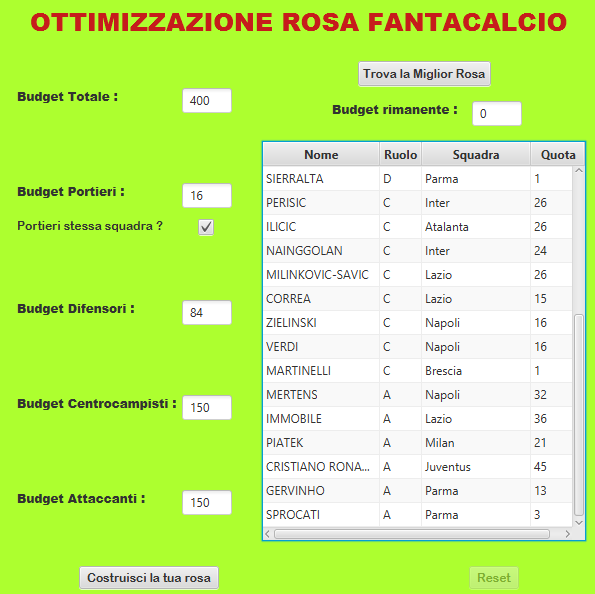 OTTIMIZZAZIONE ROSA FANTACALCIO
Trova la Miglior Rosa
Budget Totale : 400
Budget rimanente : 0
Budget Portieri : 16
Portieri stessa squadra ?
Budget Difensori : 84
Budget Centrocampisti : 150
Budget Attaccanti : 150
Nome Ruolo Squadra Quota
SIERRALTA D Parma 1
PERISIC C Inter 26
ILICIC C Atalanta 26
NAINGGOLAN C Inter 24
MILINKOVIC-SAVIC C Lazio 26
CORREA C Lazio 15
ZIELINSKI C Napoli 16
VERDI C Napoli 16
MARTINELLI C Brescia 1
MERTENS A Napoli 32
IMMOBILE A Lazio 36
PIATEK A Milan 21
CRISTIANO RONA... A Juventus 45
GERVINHO A Parma 13
SPROCATI A Parma 3
Costruisci la tua rosa
Reset